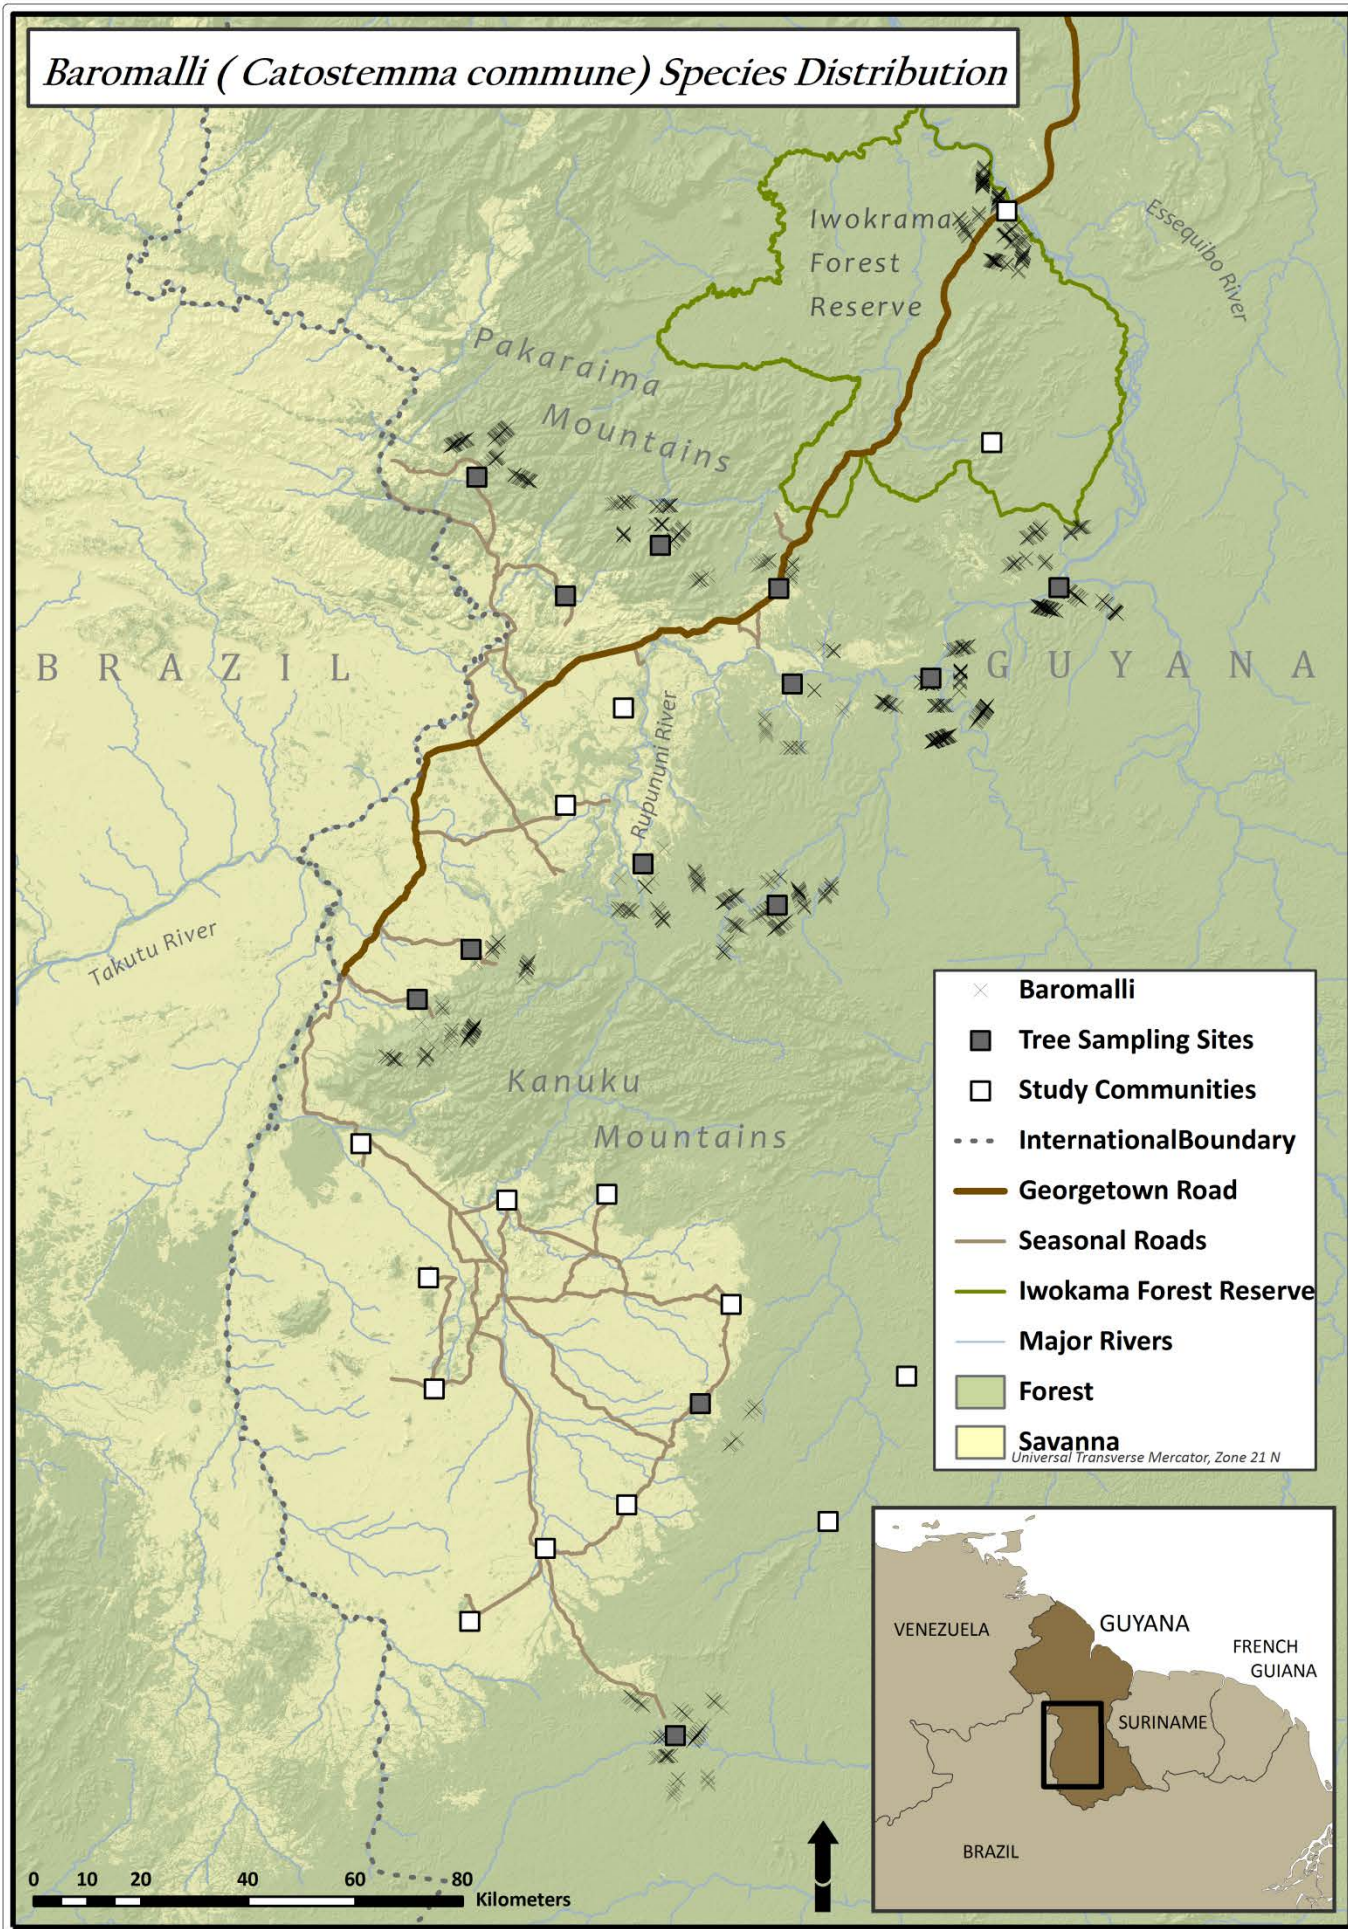 Baromalli ( Catostemma commune) Species Distribution
Iwokrama
Forest
Reserve
Essequibo River
Pakaraima
Mountains
BRAZIL
GUYANA
Rupununi River
Takutu River
Kanuku
Mountains
Baromalli
Tree Sampling Sites
Study Communities
InternationalBoundary
Georgetown Road
Seasonal Roads
Iwokama Forest Reserve
Major Rivers
Forest
Savanna
Universal Transverse Mercator, Zone 21 N
VENEZUELA
GUYANA
FRENCH
GUIANA
SURINAME
BRAZIL
0 10 20 40 60 80
Kilometers